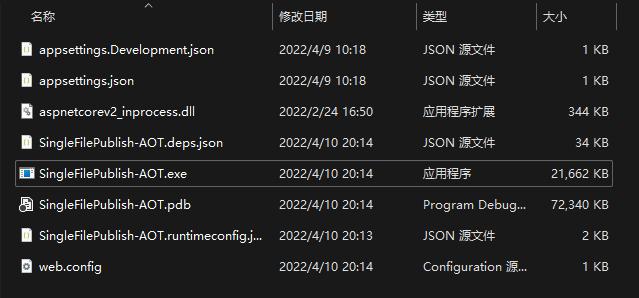 名称 修改日期 类型 大小
appsettings.Development.json 2022/4/9 10:18 JSON 源文件 1 KB
appsettings.json 2022/4/9 10:18 JSON 源文件 1 KB
aspnetcorev2_inprocess.dll 2022/2/24 16:50 应用程序扩展 344 KB
SingleFilePublish-AOT.deps.json 2022/4/10 20:14 JSON 源文件 34 KB
SingleFilePublish-AOT.exe 2022/4/10 20:14 应用程序 21,662 KB
SingleFilePublish-AOT.pdb 2022/4/10 20:14 Program Debug... 72,340 KB
SingleFilePublish-AOT.runtimeconfig.j... 2022/4/10 20:13 JSON 源文件 2 KB
web.config 2022/4/10 20:14 Configuration 源... 1 KB